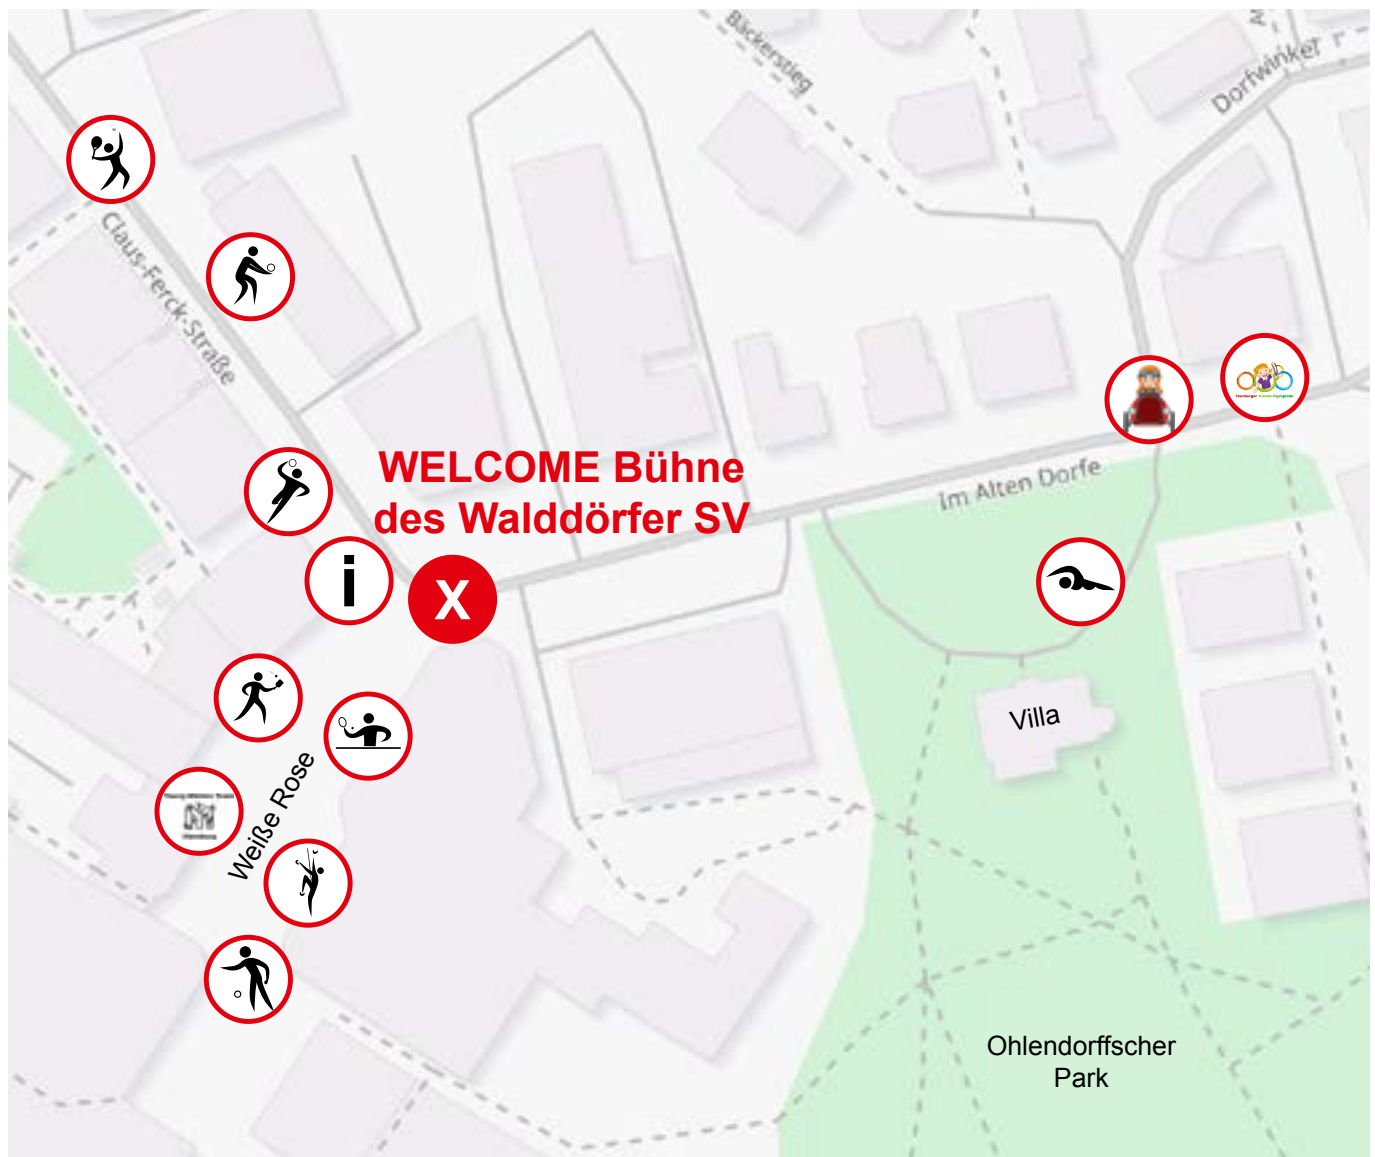 Bäckerstieg
Dorfwinkel
Claus-Ferck-Straße
WELCOME Bühne
des Walddörfer SV
Im Alten Dorfe
i
X
Villa
Weiße Rose
Ohlendorffscher
Park